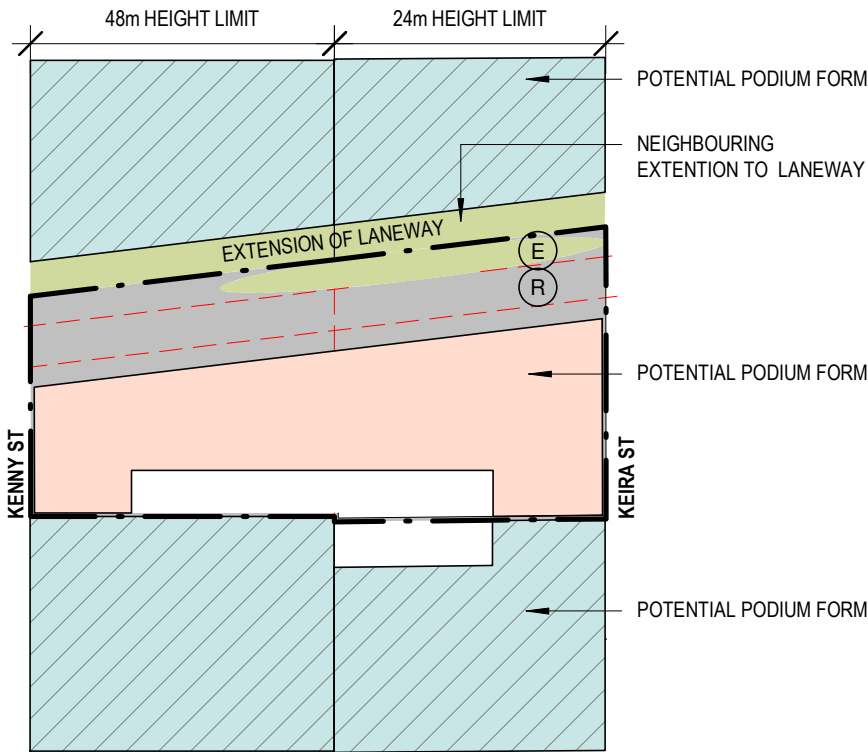 48m HEIGHT LIMIT
24m HEIGHT LIMIT
POTENTIAL PODIUM FORM
NEIGHBOURING
EXTENTION TO LANEWAY
EXTENSION OF LANEWAY
E
R
POTENTIAL PODIUM FORM
KENNY ST
KEIRA ST
POTENTIAL PODIUM FORM